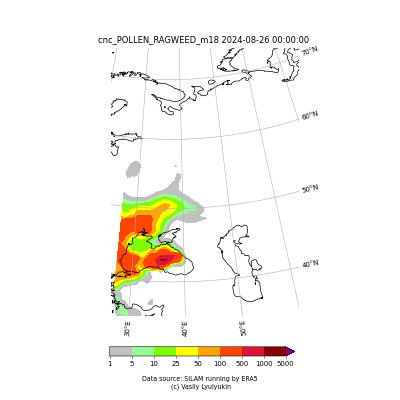 cnc_POLLEN_RAGWEED_m18 2024-08-26 00:00:00
70°N
60°N
50°N
40°N
30°E
40°E
50°E
1 5 10 25 50 100 500 1000 5000
Data source: SILAM running by ERA5
(c) Vasily Lyulyukin